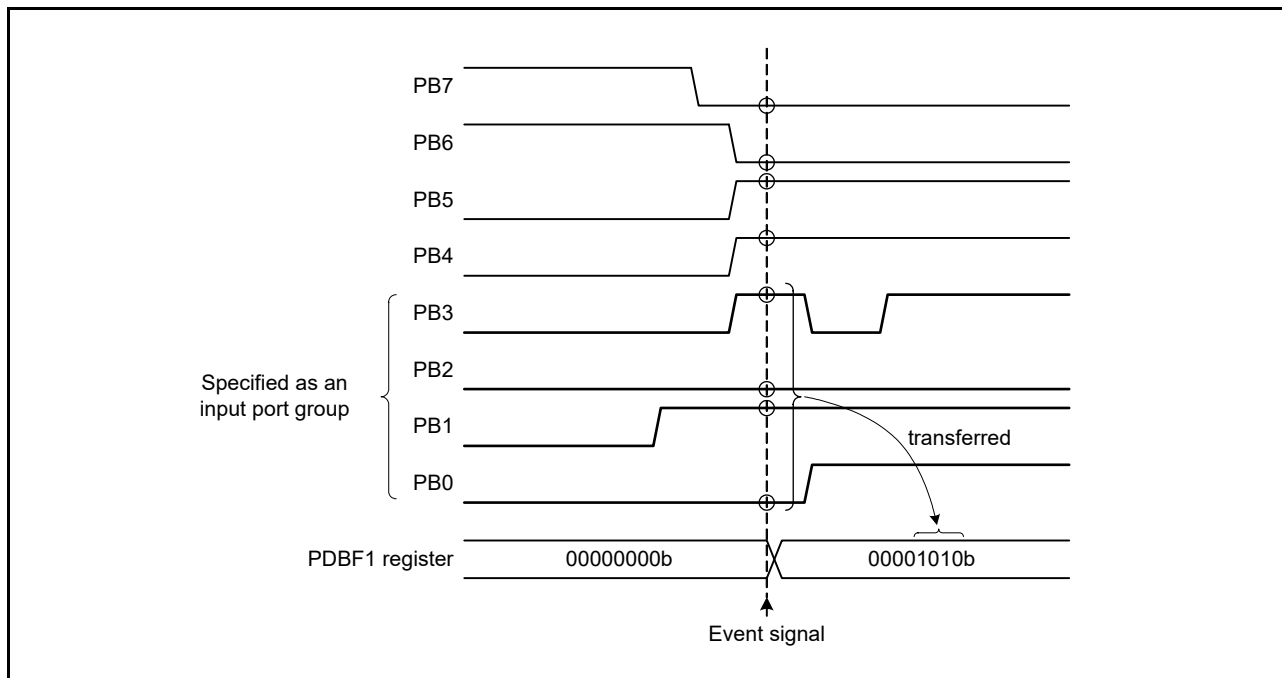 PB7
PB6
PB5
PB4
PB3
PB2
Specified as an
input port group
PB1
transferred
PB0
PDBF1 register
00000000b
00001010b
Event signal